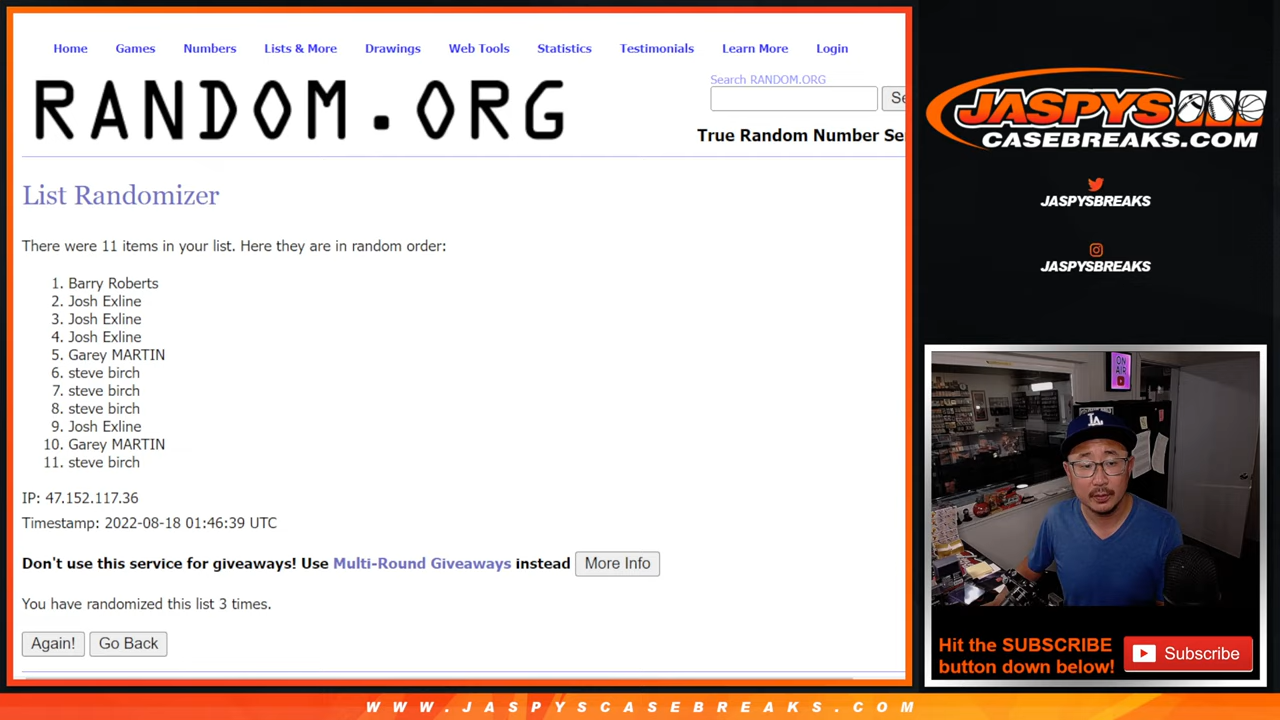 Home Games Numbers Lists & More Drawings Web Tools Statistics Testimonials Learn More Login
RANDOM.ORG
Search RANDOM.ORG
Se
True Random Number Se
List Randomizer
There were 11 items in your list. Here they are in random order:
1. Barry Roberts
2. Josh Exline
3. Josh Exline
4. Josh Exline
5. Garey MARTIN
6. steve birch
7. steve birch
8. steve birch
9. Josh Exline
10. Garey MARTIN
11. steve birch
IP: 47.152.117.36
Timestamp: 2022-08-18 01:46:39 UTC
Don't use this service for giveaways! Use Multi-Round Giveaways instead More Info
You have randomized this list 3 times.
Again! Go Back
JASPYS
CASEBREAKS.COM
JASPYSBREAKS
JASPYSBREAKS
ON
AIR
LA
Hit the SUBSCRIBE
button down below!
Subscribe
WWW.JASPYSCASEBREAKS.COM